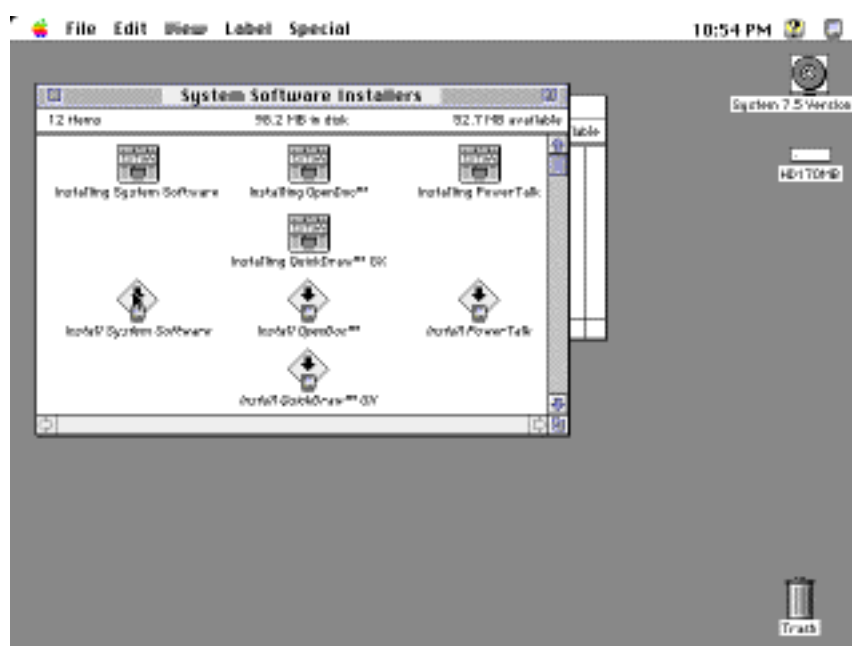 File Edit View Label Special 10:54 PM
System Software Installers
12 items 98.2 MB in disk 82.7 MB available
lable
Installing System Software Installing OpenDoc™ Installing PowerTalk
Installing QuickDraw™ GX
Install System Software Install OpenDoc™ Install PowerTalk
Install QuickDraw™ GX
System 7.5 Version
HD170MB
Trash